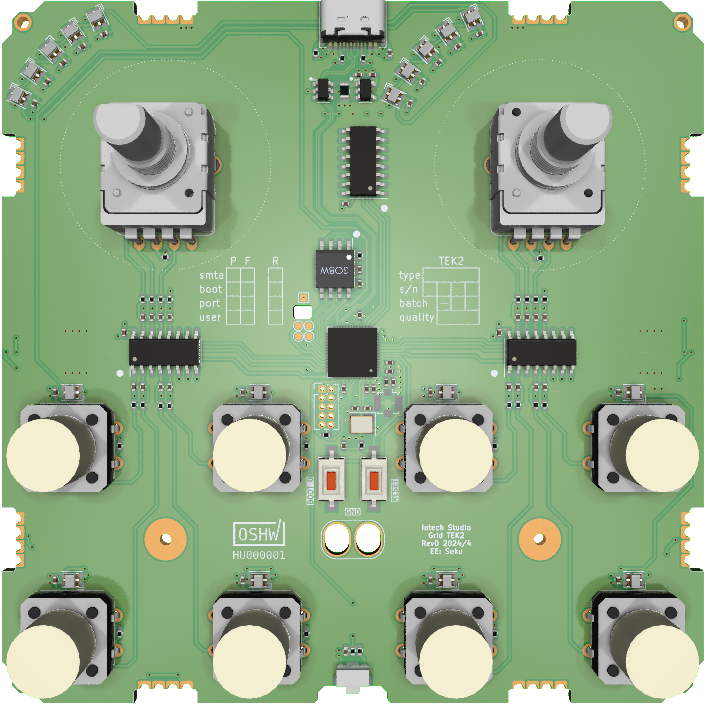 P F R
smta
boot
port
user
TEK2
type
s/n
batch
quality
GND
OSHW
HU000001
Intech Studio
Grid TEK2
RevD 2024/4
EE: Seku